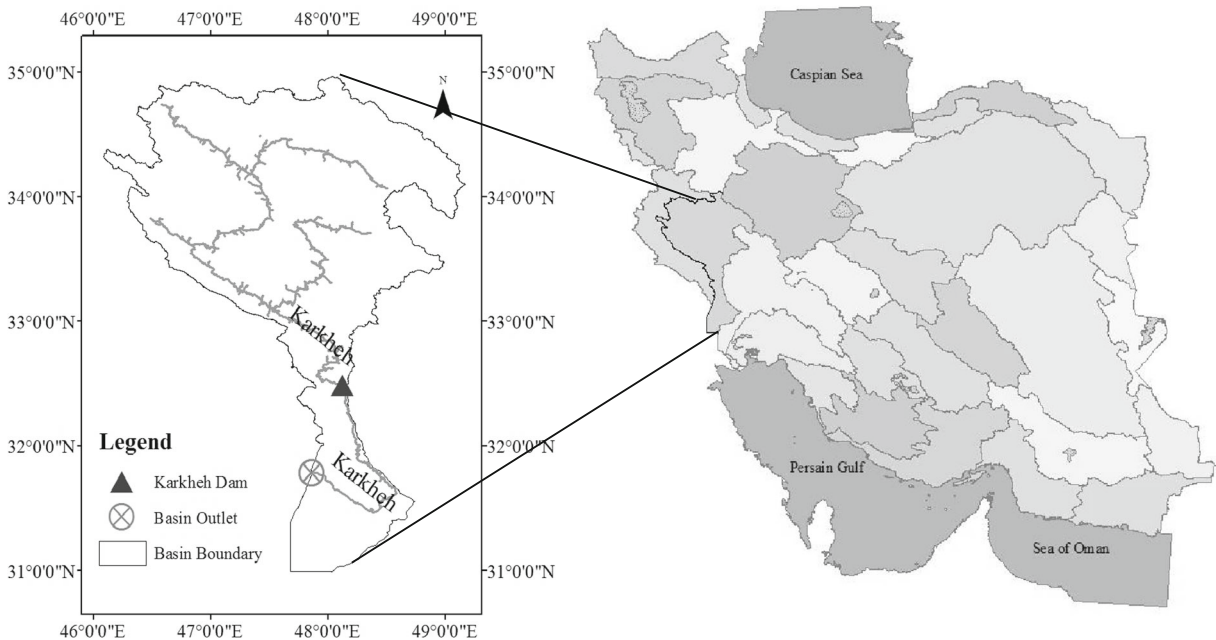 46°0'0"E 47°0'0"E 48°0'0"E 49°0'0"E
35°0'0"N
34°0'0"N
33°0'0"N
32°0'0"N
31°0'0"N
N
35°0'0"N
34°0'0"N
33°0'0"N
32°0'0"N
31°0'0"N
Karkheh
Karkheh
Legend
Karkheh Dam
Basin Outlet
Basin Boundary
46°0'0"E 47°0'0"E 48°0'0"E 49°0'0"E
Caspian Sea
Persain Gulf
Sea of Oman